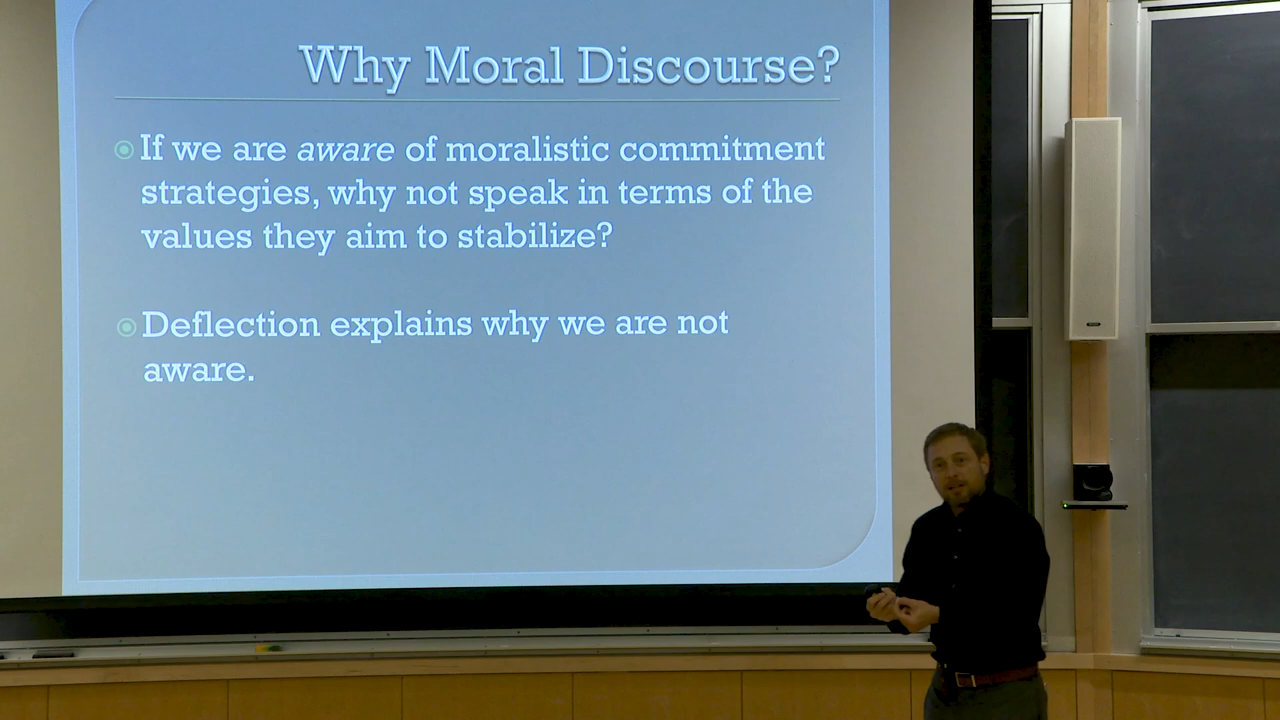 Why Moral Discourse?
If we are aware of moralistic commitment
strategies, why not speak in terms of the
values they aim to stabilize?
Deflection explains why we are not
aware.